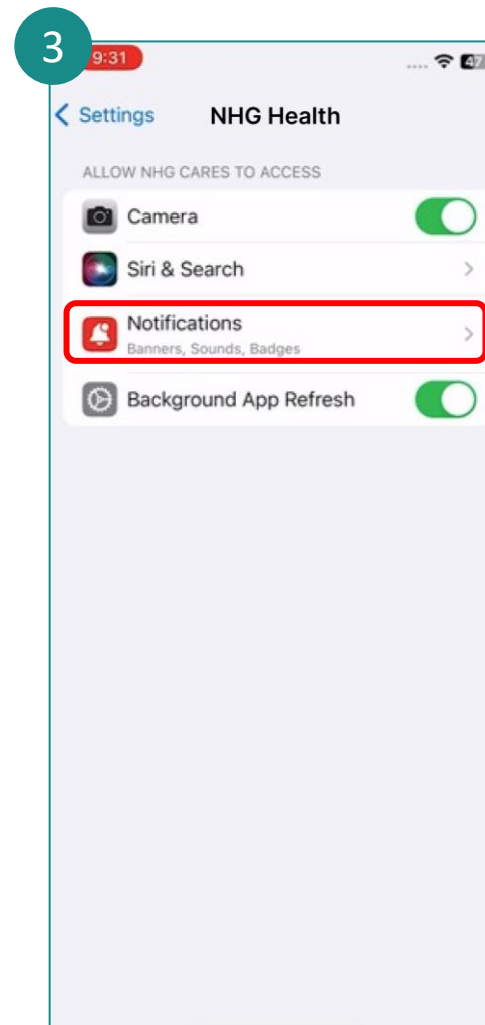 3
9:31
47
Settings
NHG Health
ALLOW NHG CARES TO ACCESS
Camera
Siri & Search
Notifications
Banners, Sounds, Badges
Background App Refresh